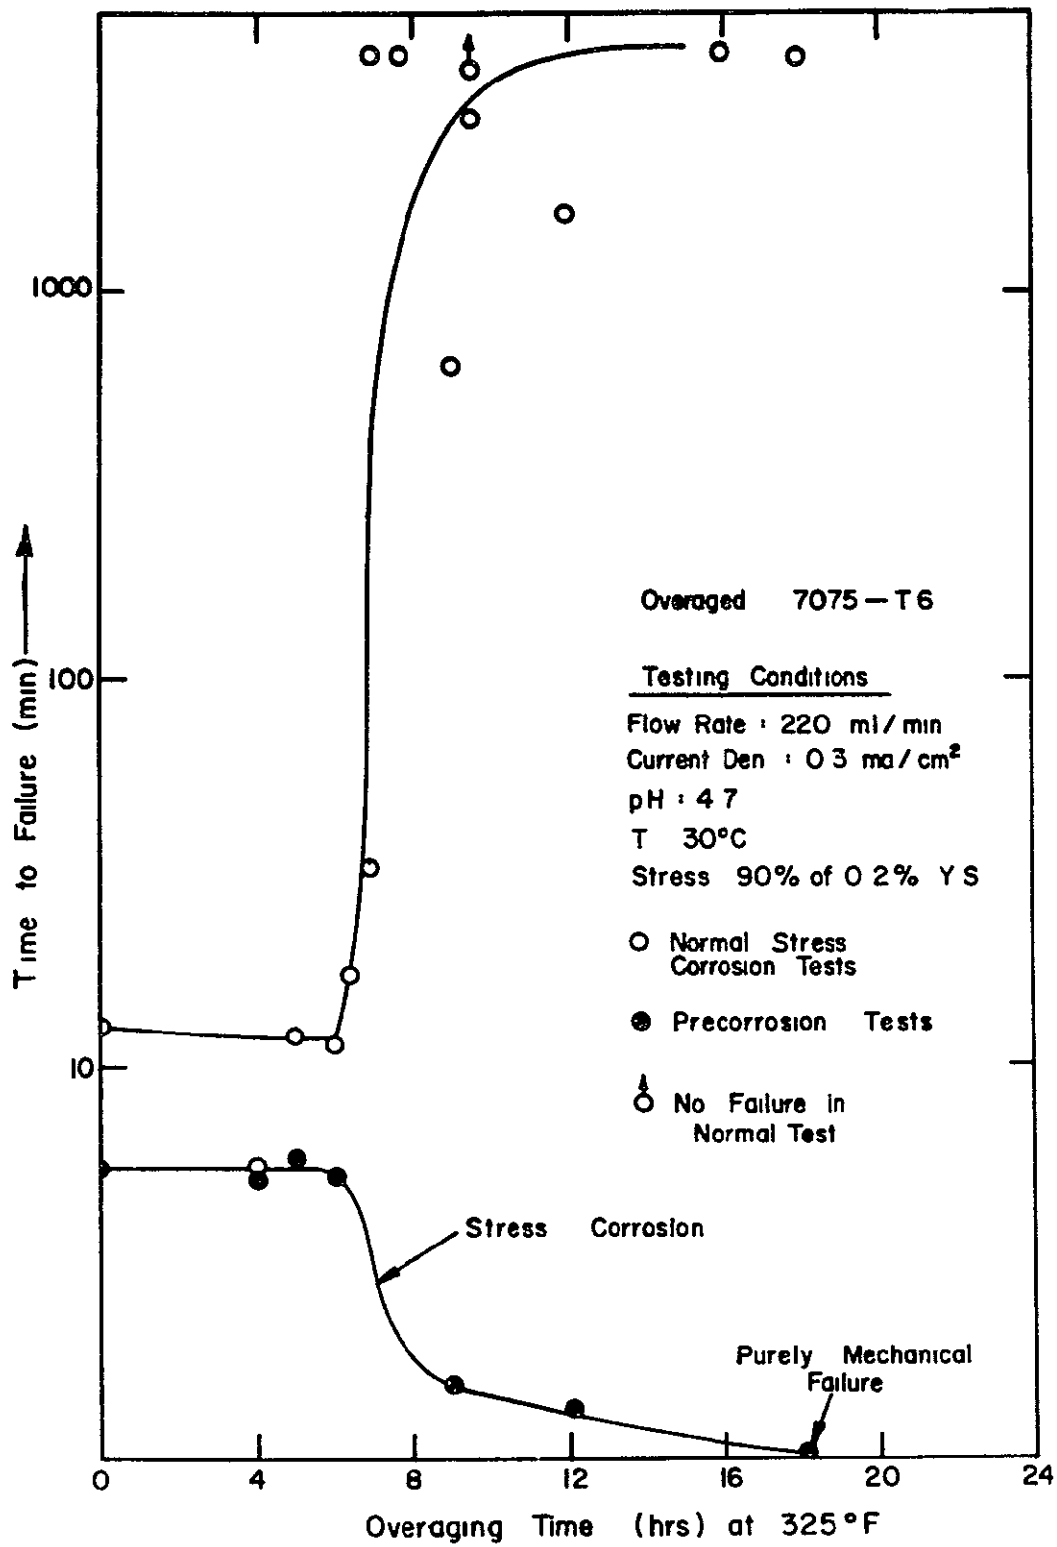 1000
100
10
Time to Failure (min)
Overaged 7075-T6
Testing Conditions
Flow Rate : 220 ml/min
Current Den : 0 3 ma/cm²
pH : 4 7
T 30°C
Stress 90% of 0 2% Y S
Normal Stress
Corrosion Tests
Precorrosion Tests
No Failure in
Normal Test
Stress Corrosion
Purely Mechanical
Failure
0 4 8 12 16 20 24
Overaging Time (hrs) at 325°F